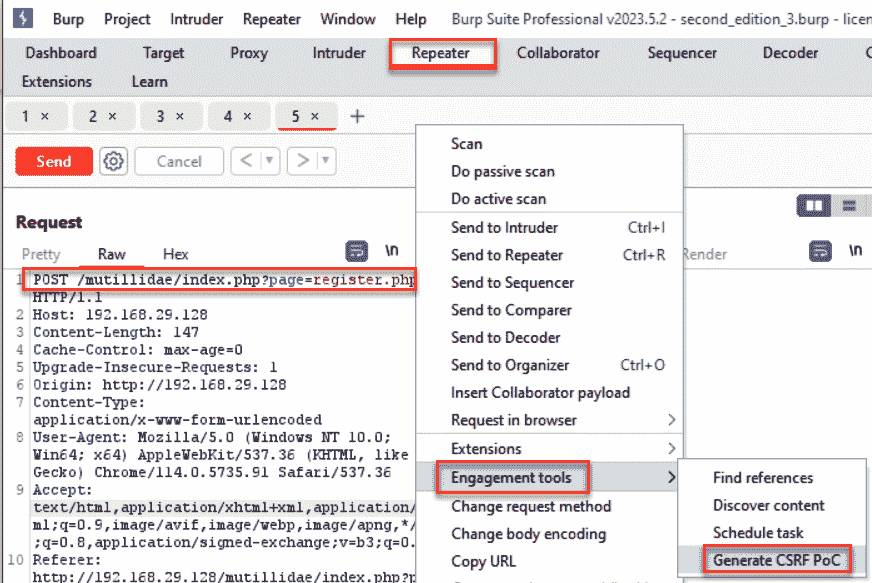 Burp Project Intruder Repeater Window Help Burp Suite Professional v2023.5.2 - second_edition_3.burp - licen
Dashboard Target Proxy Intruder Repeater Collaborator Sequencer Decoder
Extensions Learn
1 × 2 × 3 × 4 × 5 × +
Send Cancel < >
Request
Pretty Raw Hex \n
Render \n
1 POST /mutillidae/index.php?page=register.php
HTTP/1.1
2 Host: 192.168.29.128
3 Content-Length: 147
4 Cache-Control: max-age=0
5 Upgrade-Insecure-Requests: 1
6 Origin: http://192.168.29.128
7 Content-Type:
application/x-www-form-urlencoded
8 User-Agent: Mozilla/5.0 (Windows NT 10.0;
Win64; x64) AppleWebKit/537.36 (KHTML, like
Gecko) Chrome/114.0.5735.91 Safari/537.36
9 Accept:
text/html,application/xhtml+xml,application/
ml;q=0.9,image/avif,image/webp,image/apng,*/
;q=0.8,application/signed-exchange;v=b3;q=0.
10 Referer:
http://192.168.29.128/mutillidae/index.php?p
Scan
Do passive scan
Do active scan
Send to Intruder Ctrl+I
Send to Repeater Ctrl+R
Send to Sequencer
Send to Comparer
Send to Decoder
Send to Organizer Ctrl+O
Insert Collaborator payload
Request in browser >
Extensions >
Engagement tools >
Change request method
Change body encoding
Copy URL
Find references
Discover content
Schedule task
Generate CSRF PoC